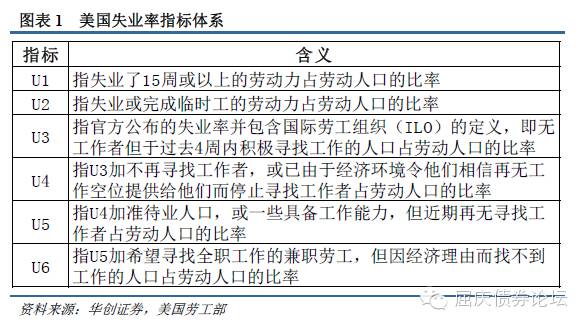 图表1 美国失业率指标体系
指标 含义
U1 指失业了15周或以上的劳动力占劳动人口的比率
U2 指失业或完成临时工的劳动力占劳动人口的比率
U3 指官方公布的失业率并包含国际劳工组织（ILO）的定义，即无
工作者但于过去4周内积极寻找工作的人口占劳动人口的比率
U4 指U3加不再寻找工作者，或已由于经济环境令他们相信再无工
作空位提供给他们而停止寻找工作者占劳动人口的比率
U5 指U4加准待业人口，或一些具备工作能力，但近期再无寻找工
作者占劳动人口的比率
U6 指U5加希望寻找全职工作的兼职劳工，但因经济理由而找不到
工作的人口占劳动人口的比率
资料来源：华创证券，美国劳工部
屈庆债券论坛